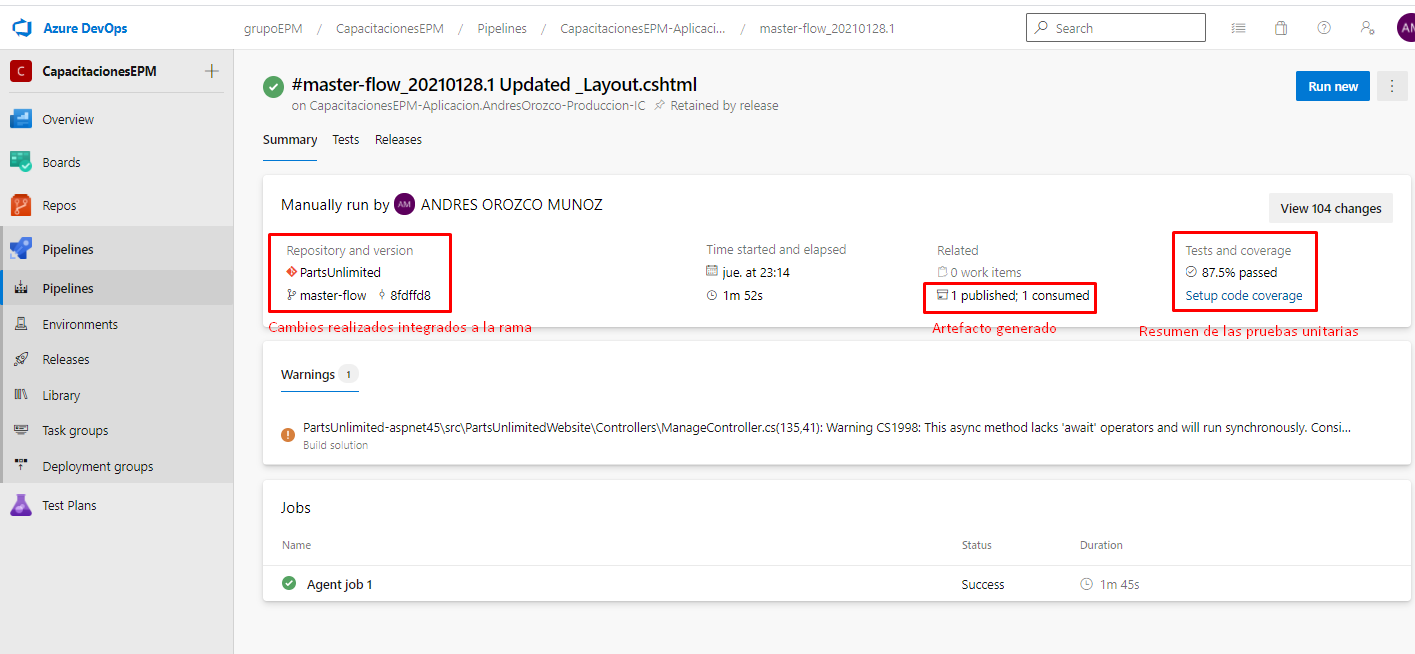 Azure DevOps
grupoEPM / CapacitacionesEPM / Pipelines / CapacitacionesEPM-Aplicaci... / master-flow_20210128.1
Search
AM
C CapacitacionesEPM
Overview
Boards
Repos
Pipelines
Pipelines
Environments
Releases
Library
Task groups
Deployment groups
Test Plans
#master-flow_20210128.1 Updated _Layout.cshtml
on CapacitacionesEPM-Aplicacion.AndresOrozco-Produccion-IC Retained by release
Run new
Summary Tests Releases
Manually run by AM ANDRES OROZCO MUNOZ
View 104 changes
Repository and version
PartsUnlimited
master-flow 8fdffd8
Cambios realizados integrados a la rama
Time started and elapsed
jue. at 23:14
1m 52s
Related
0 work items
1 published; 1 consumed
Artefacto generado
Tests and coverage
87.5% passed
Setup code coverage
Resumen de las pruebas unitarias
Warnings 1
PartsUnlimited-aspnet45\src\PartsUnlimitedWebsite\Controllers\ManageController.cs(135,41): Warning CS1998: This async method lacks 'await' operators and will run synchronously. Consi...
Build solution
Jobs
Name Status Duration
Agent job 1 Success 1m 45s